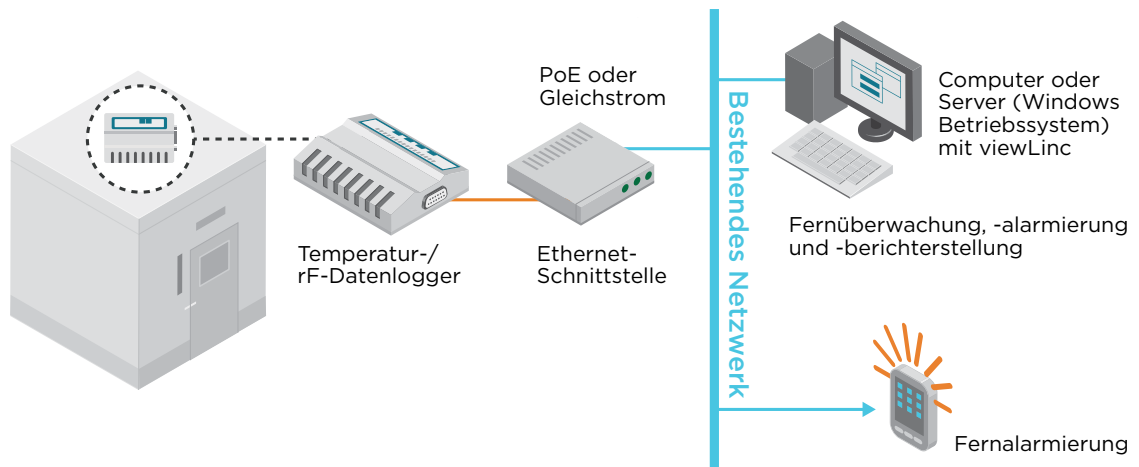 PoE oder
Gleichstrom
Temperatur-/
rF-Datenlogger
Ethernet-
Schnittstelle
Bestehendes Netzwerk
Computer oder
Server (Windows
Betriebssystem)
mit viewLinc
Fernüberwachung, -alarmierung
und -berichterstellung
Fernalarmierung